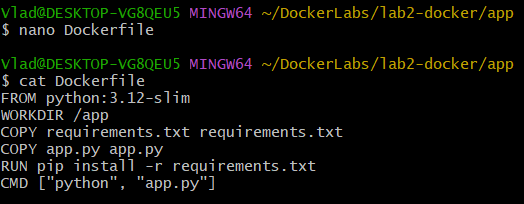 Vlad@DESKTOP-VG8QEU5 MINGW64 ~/DockerLabs/lab2-docker/app
$ nano Dockerfile
Vlad@DESKTOP-VG8QEU5 MINGW64 ~/DockerLabs/lab2-docker/app
$ cat Dockerfile
FROM python:3.12-slim
WORKDIR /app
COPY requirements.txt requirements.txt
COPY app.py app.py
RUN pip install -r requirements.txt
CMD ["python", "app.py"]